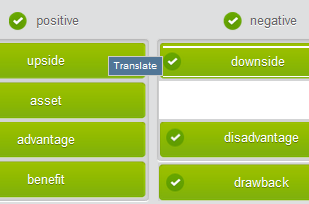 positive
negative
upside
Translate
downside
asset
advantage
disadvantage
benefit
drawback